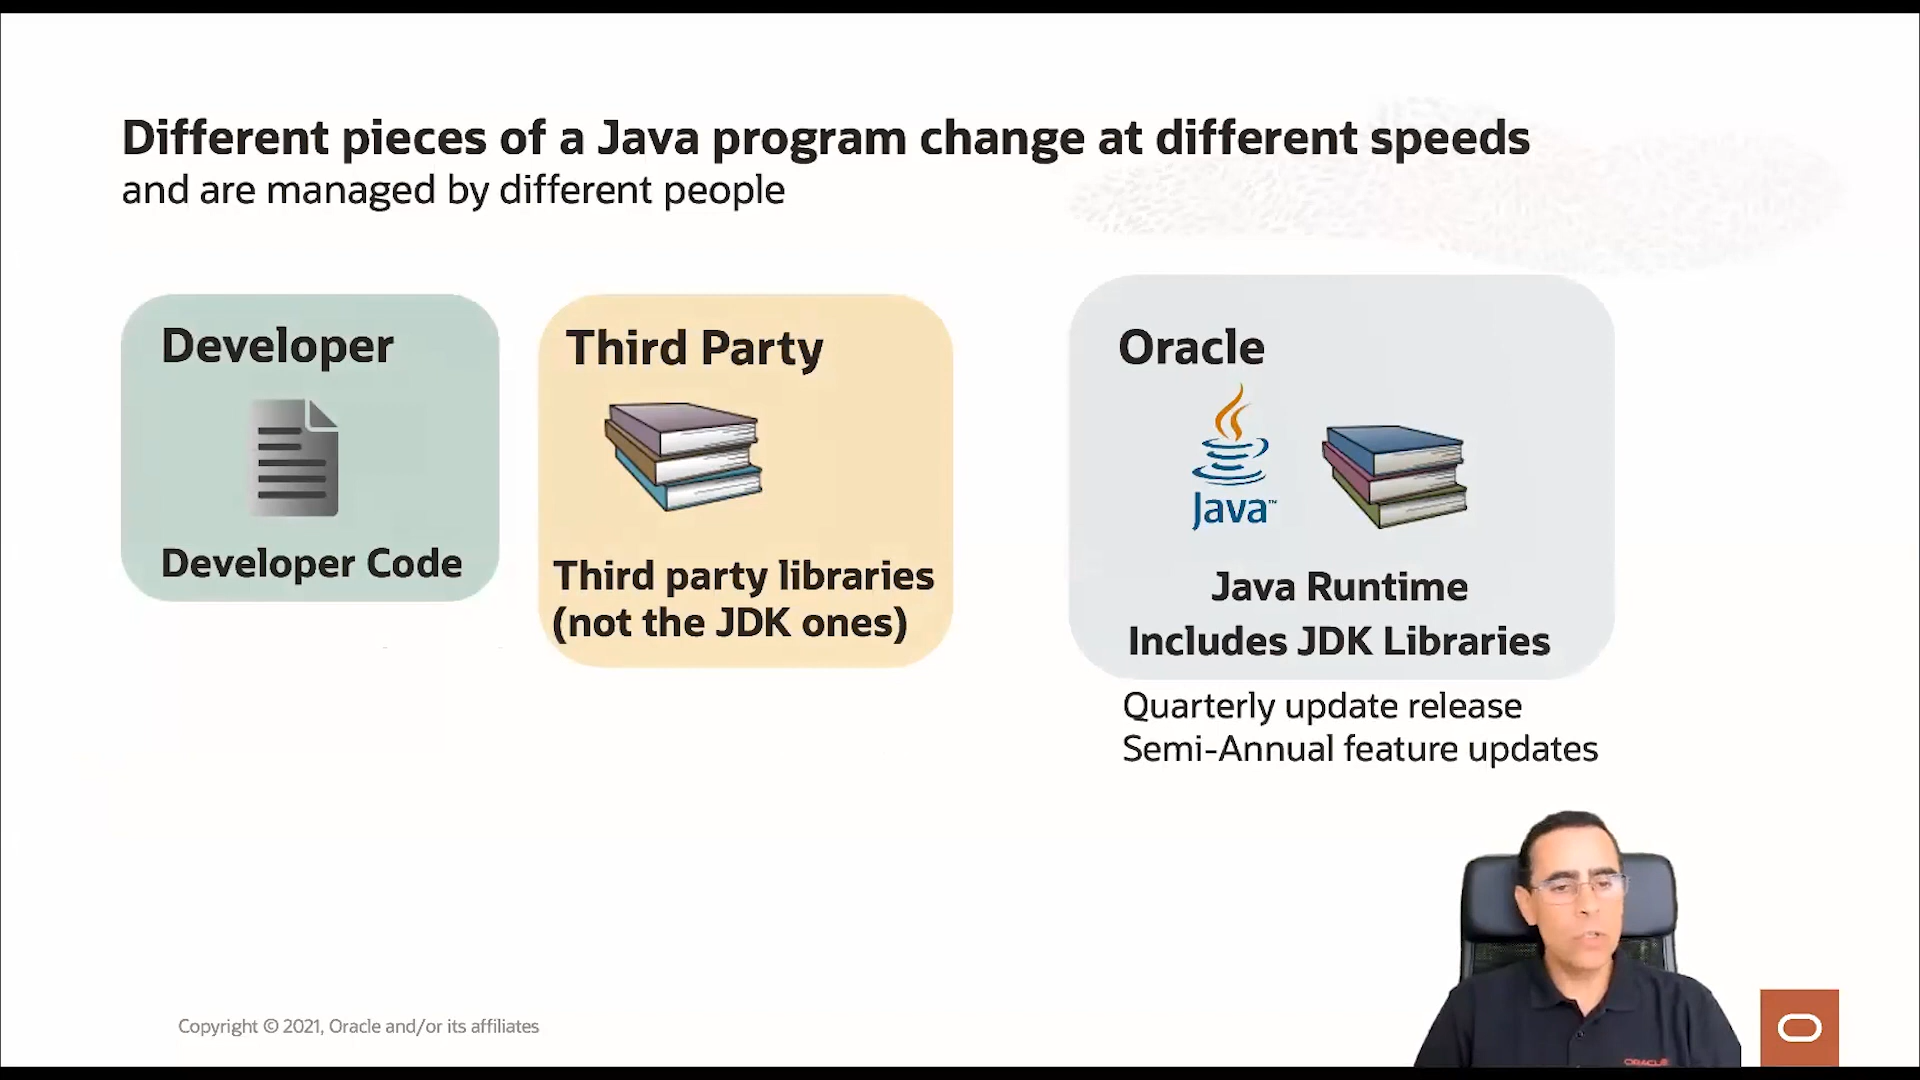 Different pieces of a Java program change at different speeds
and are managed by different people
Developer
Developer Code
Third Party
Third party libraries
(not the JDK ones)
Oracle
Java™
Java Runtime
Includes JDK Libraries
Quarterly update release
Semi-Annual feature updates
Copyright © 2021, Oracle and/or its affiliates
ORACLE